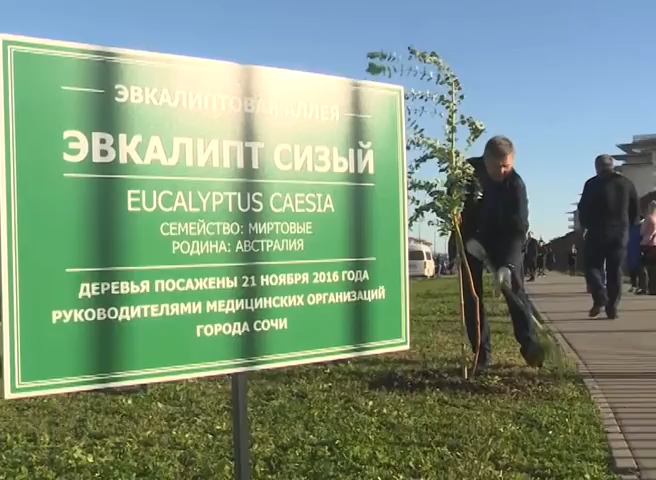 ЭВКАЛИПТОВАЯ АЛЛЕЯ
ЭВКАЛИПТ СИЗЫЙ
EUCALYPTUS CAESIA
СЕМЕЙСТВО: МИРТОВЫЕ
РОДИНА: АВСТРАЛИЯ
ДЕРЕВЬЯ ПОСАЖЕНЫ 21 НОЯБРЯ 2016 ГОДА
РУКОВОДИТЕЛЯМИ МЕДИЦИНСКИХ ОРГАНИЗАЦИЙ
ГОРОДА СОЧИ